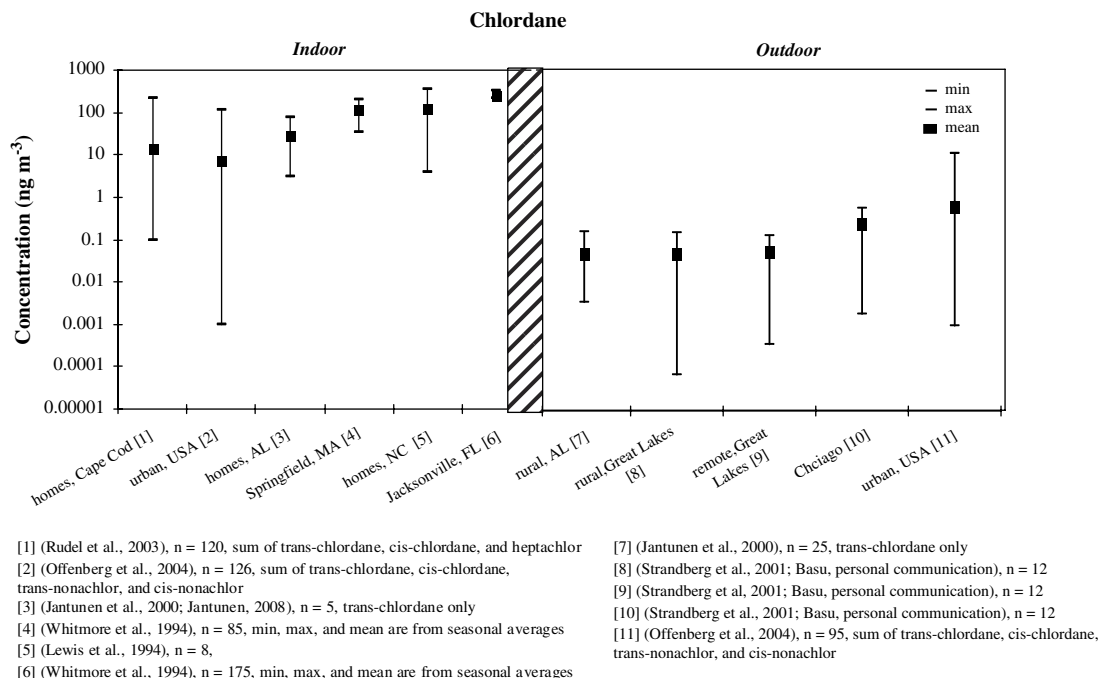 Chlordane
Indoor
Outdoor
Concentration (ng m-3)
1000
100
10
1
0.1
0.01
0.001
0.0001
0.00001
min
max
mean
homes, Cape Cod [1]
urban, USA [2]
homes, AL [3]
Springfield, MA [4]
homes, NC [5]
Jacksonville, FL [6]
rural, AL [7]
rural,Great Lakes
[8]
remote,Great
Lakes [9]
Chciago [10]
urban, USA [11]
[1] (Rudel et al., 2003), n = 120, sum of trans-chlordane, cis-chlordane, and heptachlor
[2] (Offenberg et al., 2004), n = 126, sum of trans-chlordane, cis-chlordane,
trans-nonachlor, and cis-nonachlor
[3] (Jantunen et al., 2000; Jantunen, 2008), n = 5, trans-chlordane only
[4] (Whitmore et al., 1994), n = 85, min, max, and mean are from seasonal averages
[5] (Lewis et al., 1994), n = 8,
[6] (Whitmore et al., 1994), n = 175, min, max, and mean are from seasonal averages
[7] (Jantunen et al., 2000), n = 25, trans-chlordane only
[8] (Strandberg et al., 2001; Basu, personal communication), n = 12
[9] (Strandberg et al, 2001; Basu, personal communication), n = 12
[10] (Strandberg et al., 2001; Basu, personal communication), n = 12
[11] (Offenberg et al., 2004), n = 95, sum of trans-chlordane, cis-chlordane,
trans-nonachlor, and cis-nonachlor